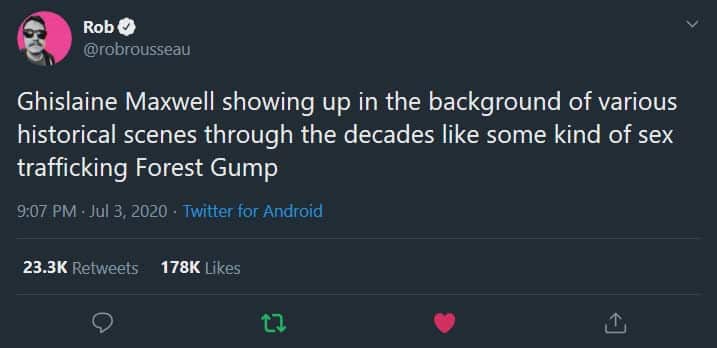 Rob
@robrousseau
Ghislaine Maxwell showing up in the background of various
historical scenes through the decades like some kind of sex
trafficking Forest Gump
9:07 PM · Jul 3, 2020 · Twitter for Android
23.3K Retweets 178K Likes